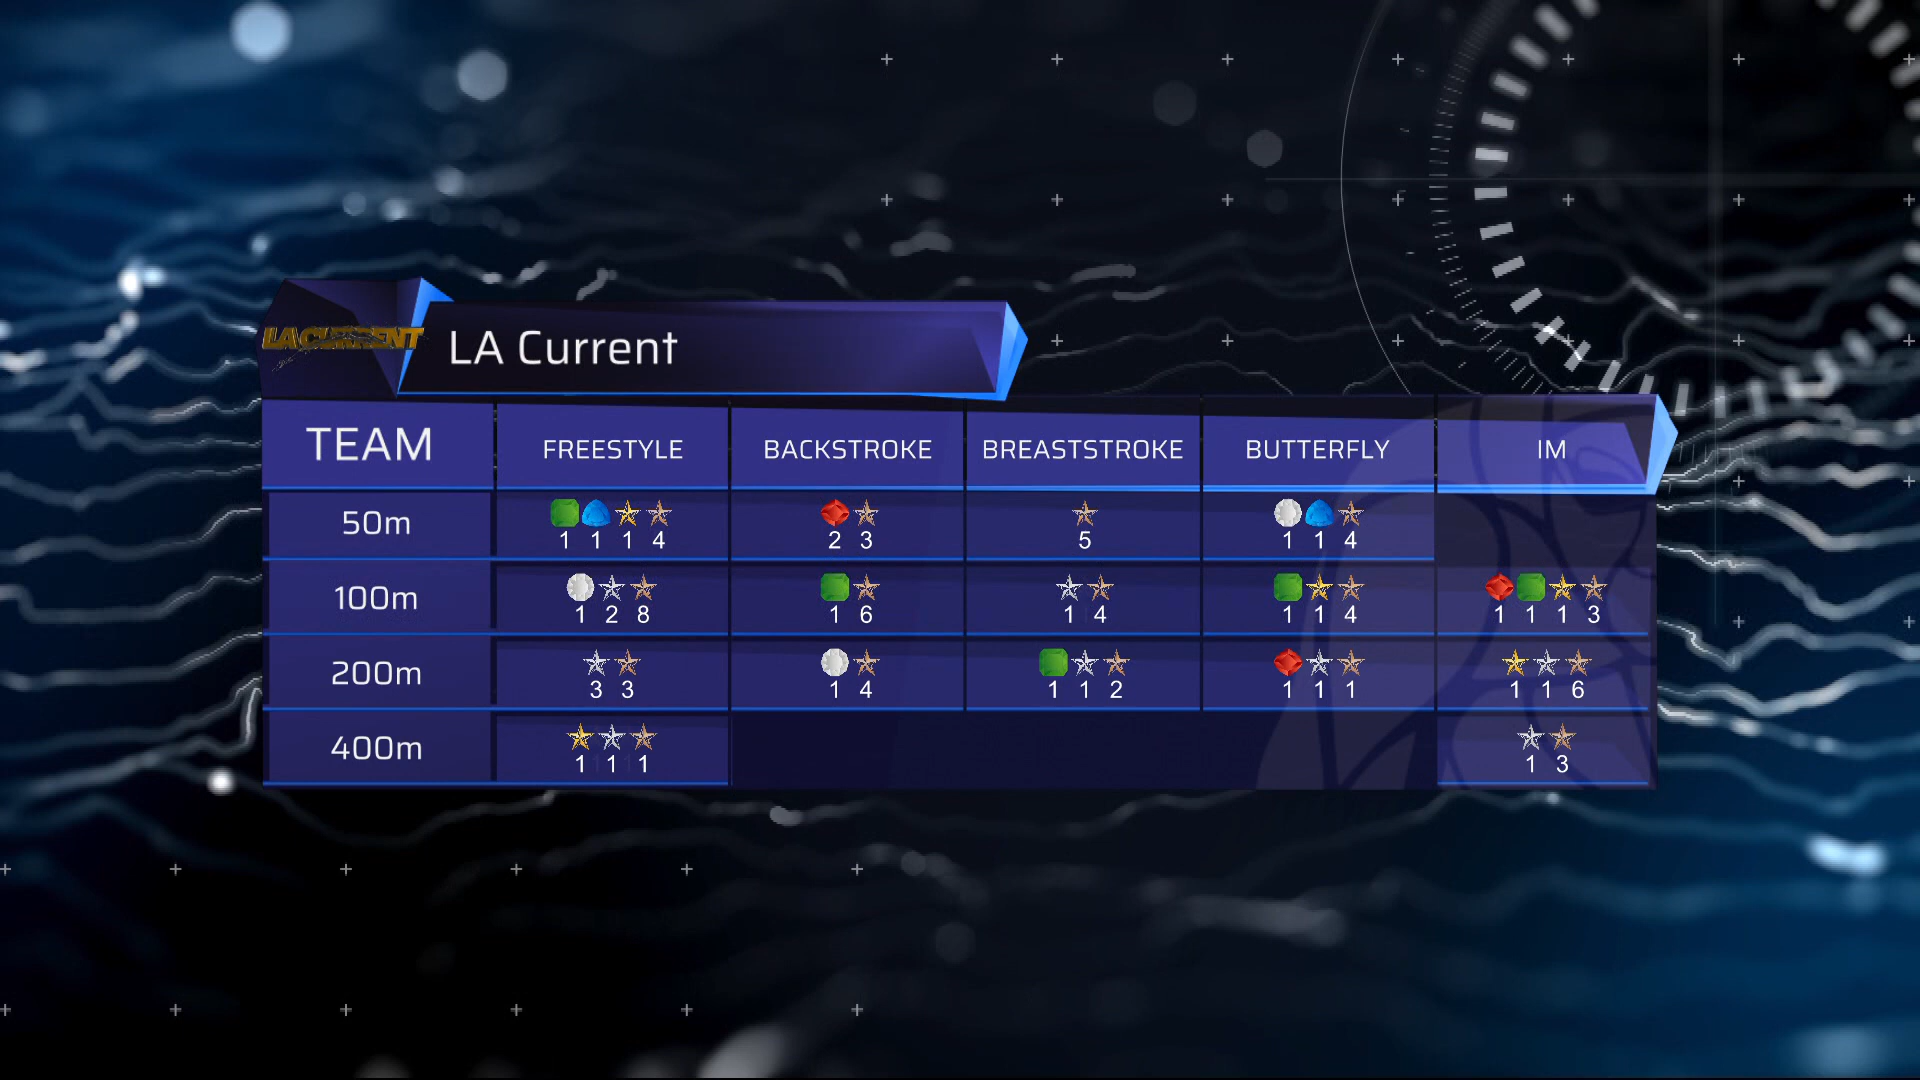 LA CURRENT
LA Current
TEAM FREESTYLE BACKSTROKE BREASTSTROKE BUTTERFLY IM
50m 1 1 1 4 2 3 5 1 1 4
100m 1 2 8 1 6 1 4 1 1 4 1 1 1 3
200m 3 3 1 4 1 1 2 1 1 1 1 1 6
400m 1 1 1 1 3